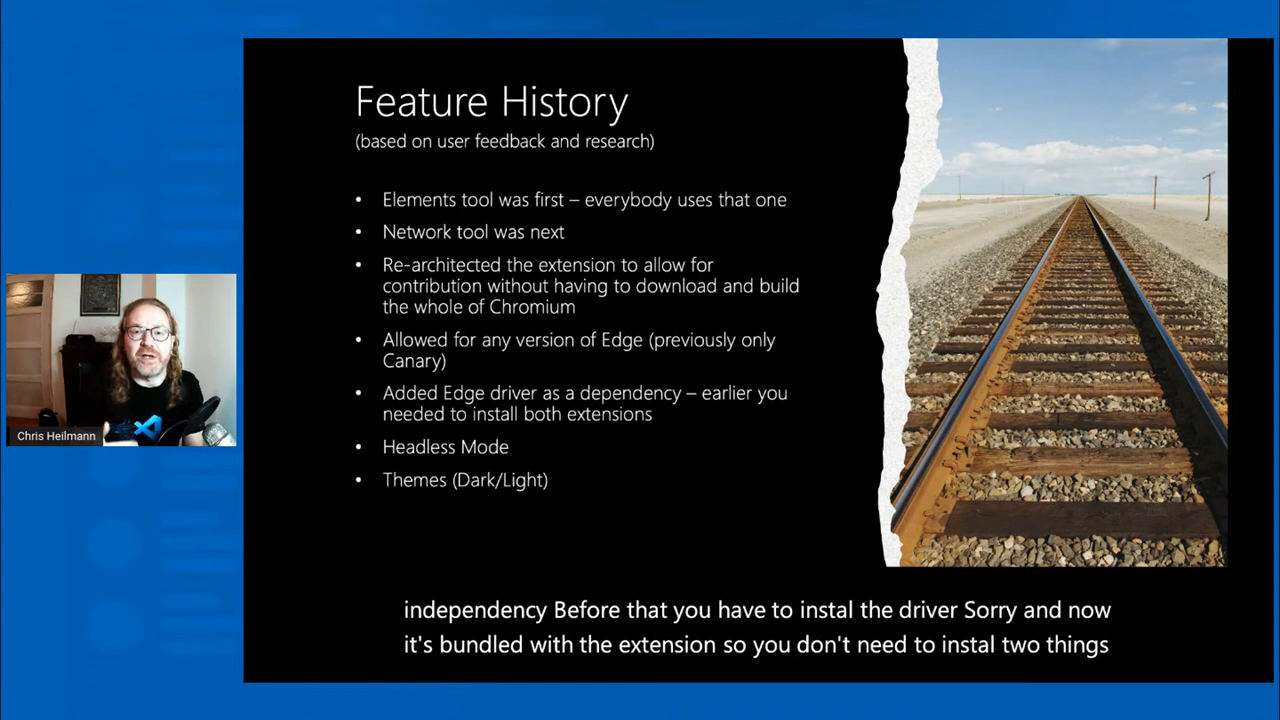 Feature History
(based on user feedback and research)
• Elements tool was first – everybody uses that one
• Network tool was next
• Re-architected the extension to allow for
contribution without having to download and build
the whole of Chromium
• Allowed for any version of Edge (previously only
Canary)
• Added Edge driver as a dependency – earlier you
needed to install both extensions
• Headless Mode
• Themes (Dark/Light)
Chris Heilmann
independency Before that you have to instal the driver Sorry and now
it's bundled with the extension so you don't need to instal two things